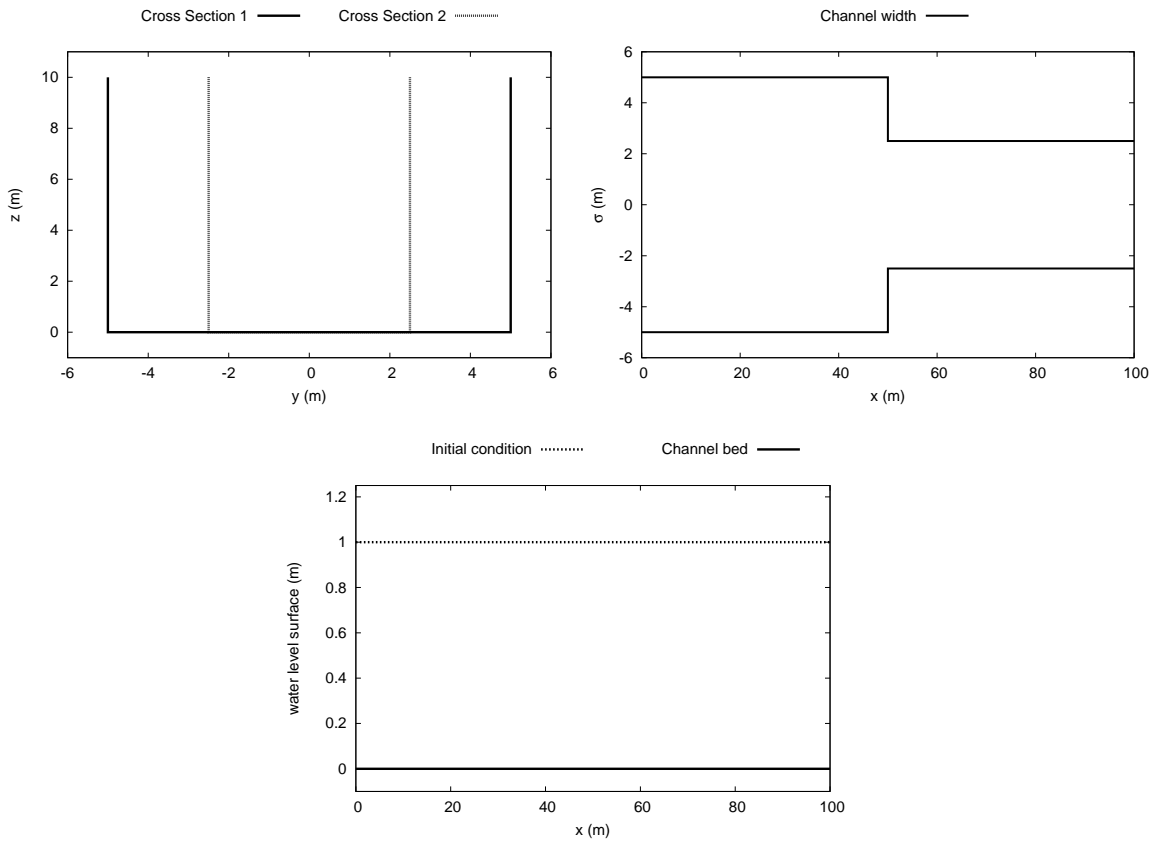 Cross Section 1
Cross Section 2
10
8
6
4
2
0
z (m)
-6 -4 -2 0 2 4 6
y (m)
Channel width
6
4
2
0
-2
-4
-6
σ (m)
0 20 40 60 80 100
x (m)
Initial condition
Channel bed
1.2
1
0.8
0.6
0.4
0.2
0
water level surface (m)
0 20 40 60 80 100
x (m)